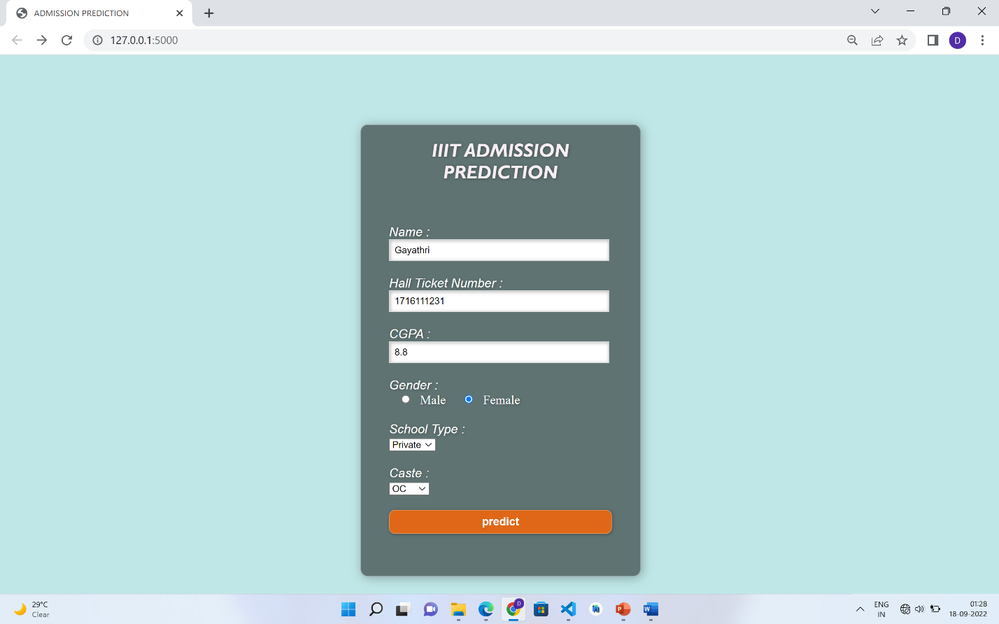 ADMISSION PREDICTION
127.0.0.1:5000
D
IIIT ADMISSION
PREDICTION
Name :
Gayathri
Hall Ticket Number :
1716111231
CGPA :
8.8
Gender :
Male Female
School Type :
Private
Caste :
OC
predict
29°C
Clear
D
AI
P
W
ENG
IN
01:28
18-09-2022